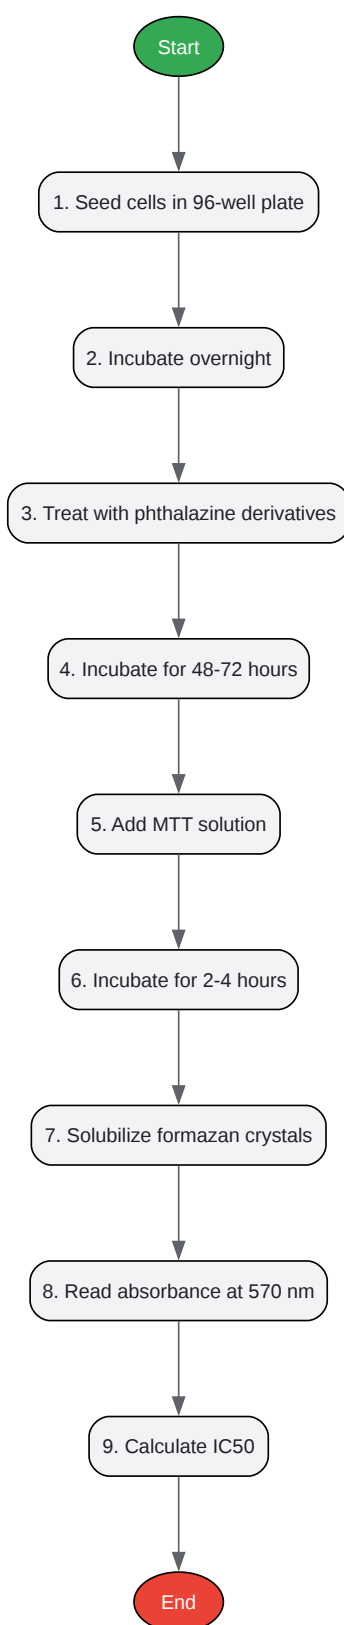 Start
1. Seed cells in 96-well plate
2. Incubate overnight
3. Treat with phthalazine derivatives
4. Incubate for 48-72 hours
5. Add MTT solution
6. Incubate for 2-4 hours
7. Solubilize formazan crystals
8. Read absorbance at 570 nm
9. Calculate IC50
End